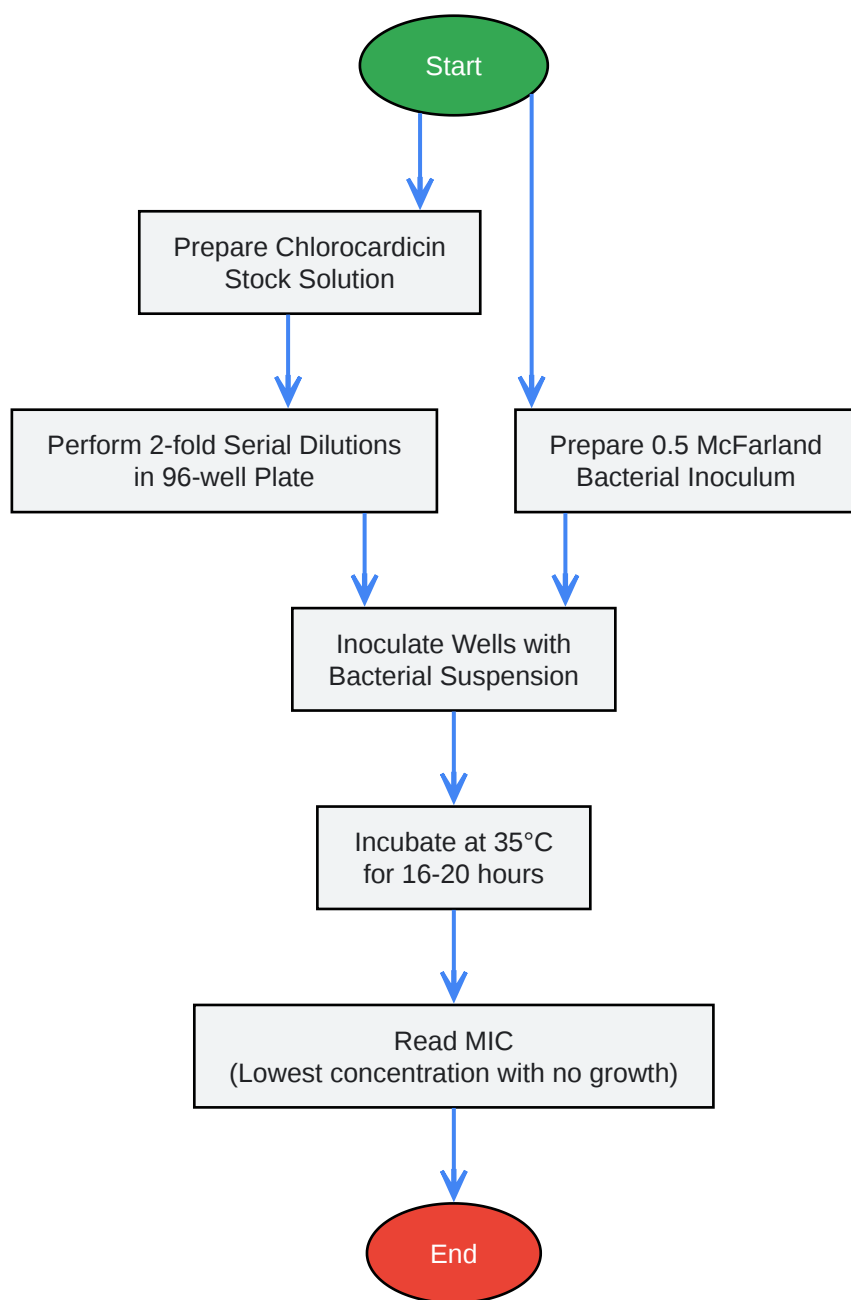 Start
Prepare Chlorocardicin
Stock Solution
Perform 2-fold Serial Dilutions
in 96-well Plate
Prepare 0.5 McFarland
Bacterial Inoculum
Inoculate Wells with
Bacterial Suspension
Incubate at 35°C
for 16-20 hours
Read MIC
(Lowest concentration with no growth)
End